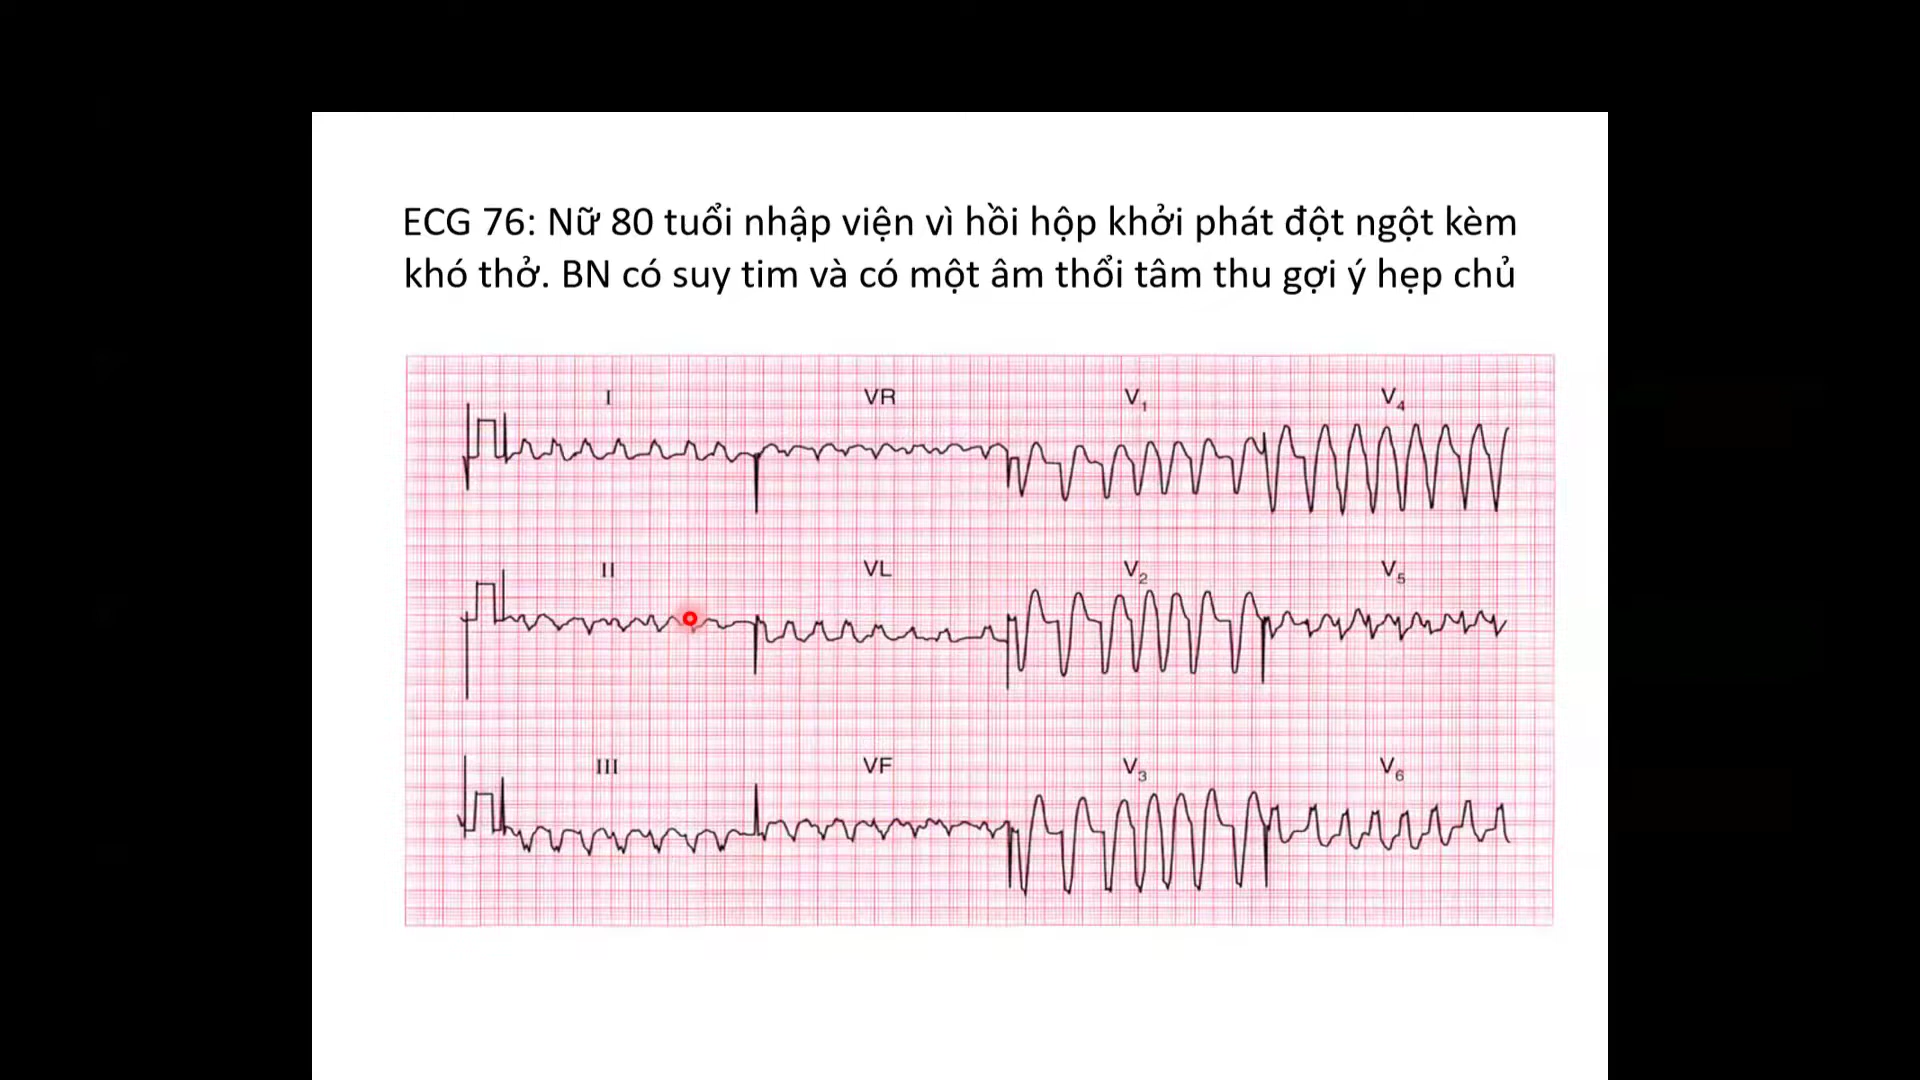 ECG 76: Nữ 80 tuổi nhập viện vì hồi hộp khởi phát đột ngột kèm
khó thở. BN có suy tim và có một âm thổi tâm thu gợi ý hẹp chủ
I VR V1 V4
II VL V2 V5
III VF V3 V6